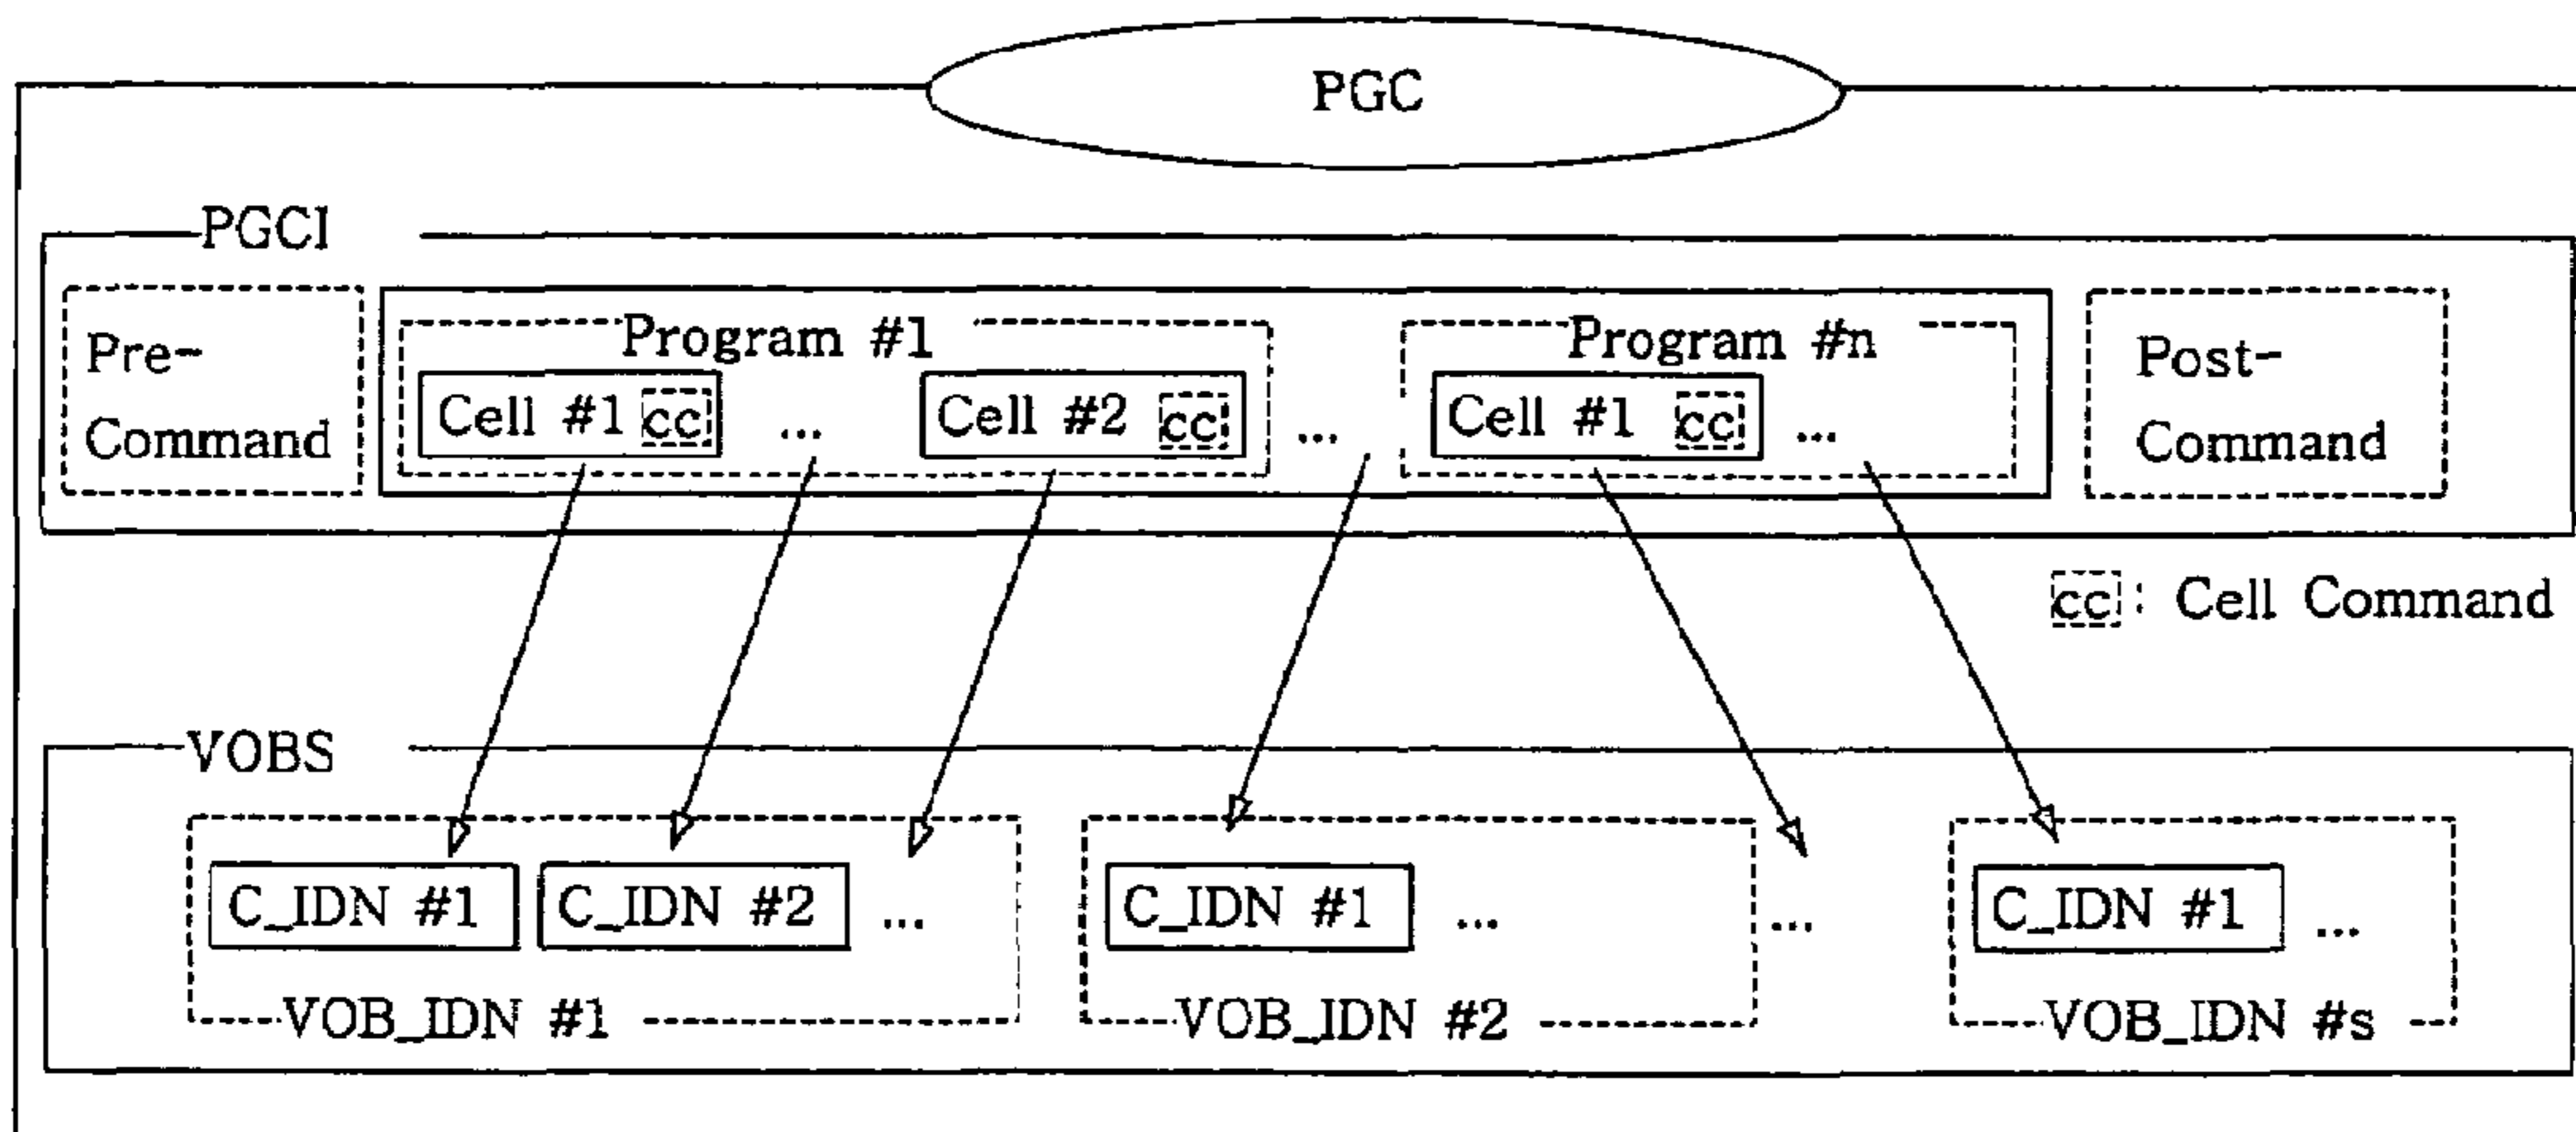 PGC
PGCI
Pre-
Command
Program #1
Cell #1 cc ... Cell #2 cc ...
Program #n
Cell #1 cc ...
Post-
Command
cc : Cell Command
VOBS
C_IDN #1 C_IDN #2 ...
VOB_IDN #1
C_IDN #1 ...
VOB_IDN #2
...
C_IDN #1 ...
VOB_IDN #s